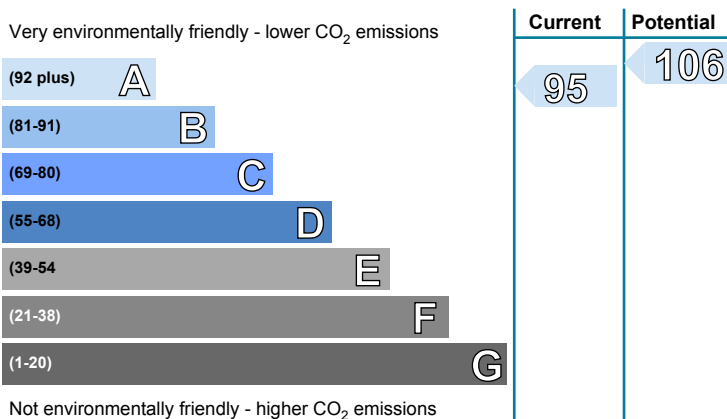 Very environmentally friendly - lower CO2 emissions
Current
Potential
(92 plus) A
95
106
(81-91) B
(69-80) C
(55-68) D
(39-54 E
(21-38) F
(1-20) G
Not environmentally friendly - higher CO2 emissions